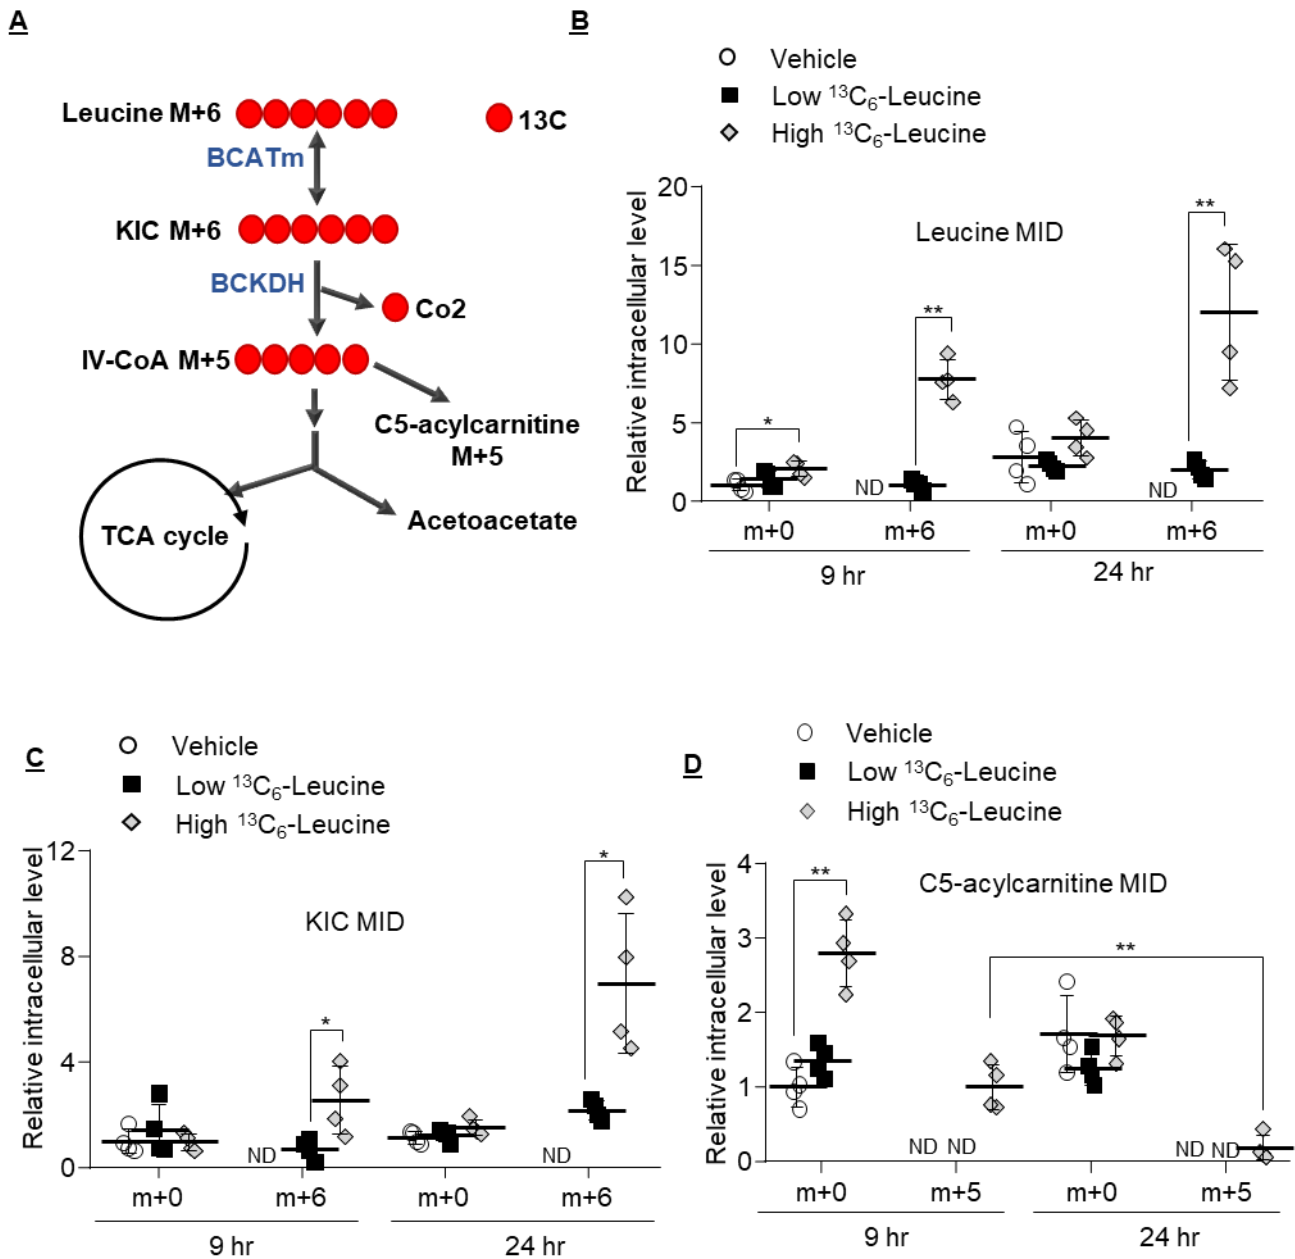 A
Leucine M+6
13C
BCATm
KIC M+6
BCKDH
Co2
IV-CoA M+5
C5-acylcarnitine
M+5
Acetoacetate
TCA cycle
B
Vehicle
Low ¹³C₆-Leucine
High ¹³C₆-Leucine
Relative intracellular level
20
15
10
5
0
Leucine MID
*
**
**
ND
ND
m+0
m+6
m+0
m+6
9 hr
24 hr
C
Vehicle
Low ¹³C₆-Leucine
High ¹³C₆-Leucine
Relative intracellular level
12
8
4
0
KIC MID
*
*
ND
ND
m+0
m+6
m+0
m+6
9 hr
24 hr
D
Vehicle
Low ¹³C₆-Leucine
High ¹³C₆-Leucine
Relative intracellular level
4
3
2
1
0
C5-acylcarnitine MID
**
**
ND ND
ND ND
m+0
m+5
m+0
m+5
9 hr
24 hr